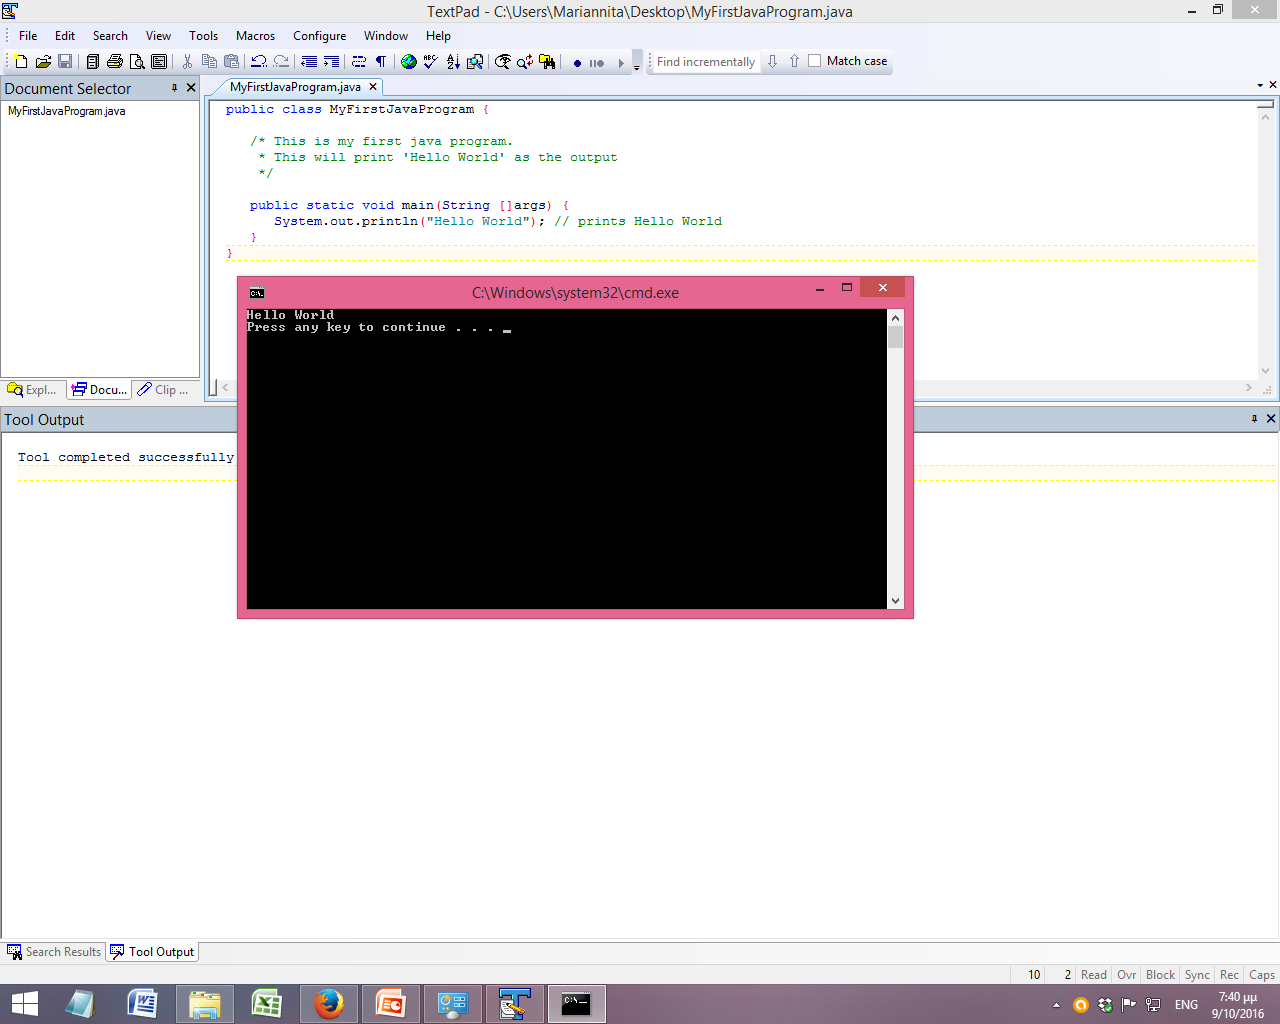 TextPad - C:\Users\Mariannita\Desktop\MyFirstJavaProgram.java
File Edit Search View Tools Macros Configure Window Help
Find incrementally Match case
Document Selector
MyFirstJavaProgram.java
MyFirstJavaProgram.java
public class MyFirstJavaProgram {
/* This is my first java program.
* This will print 'Hello World' as the output
*/
public static void main(String []args) {
System.out.println("Hello World"); // prints Hello World
}
}
C:\Windows\system32\cmd.exe
Hello World
Press any key to continue . . . _
Expl... Docu... Clip ...
Tool Output
Tool completed successfully
Search Results Tool Output
10 2 Read Ovr Block Sync Rec Caps
ENG 7:40 μμ
9/10/2016